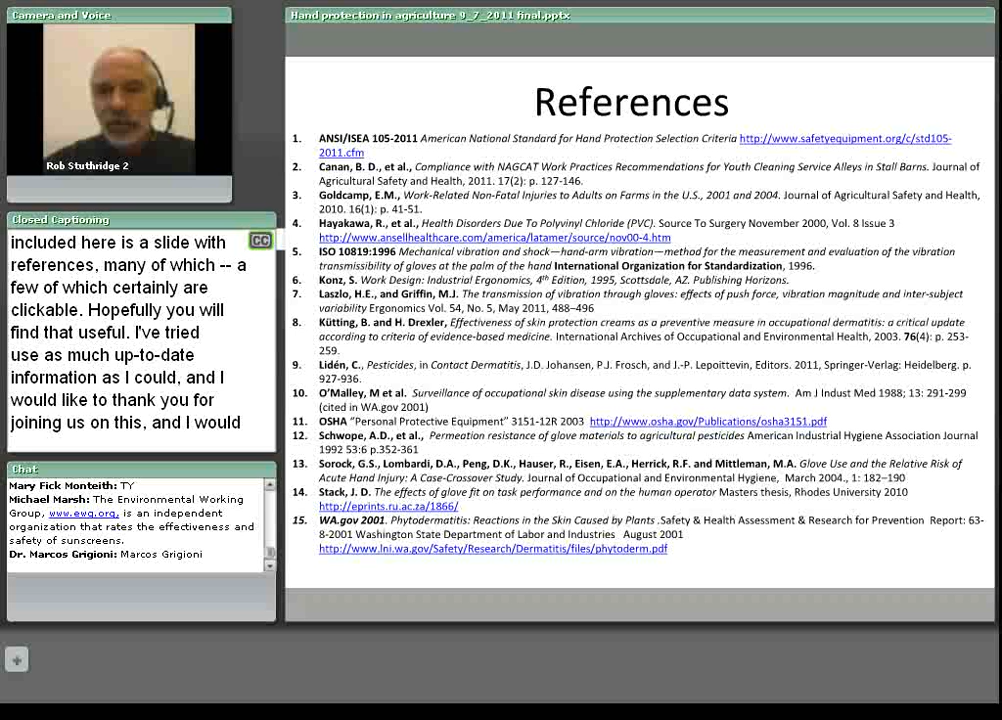 Camera and Voice
Rob Stuthridge 2
Closed Captioning
included here is a slide with
references, many of which -- a
few of which certainly are
clickable. Hopefully you will
find that useful. I've tried
use as much up-to-date
information as I could, and I
would like to thank you for
joining us on this, and I would
CC
Chat
Mary Fick Monteith: TY
Michael Marsh: The Environmental Working
Group, www.ewg.org, is an independent
organization that rates the effectiveness and
safety of sunscreens.
Dr. Marcos Grigioni: Marcos Grigioni
Hand protection in agriculture 9_7_2011 final.pptx
References
1. ANSI/ISEA 105-2011 American National Standard for Hand Protection Selection Criteria http://www.safetyequipment.org/c/std105-
2011.cfm
2. Canan, B. D., et al., Compliance with NAGCAT Work Practices Recommendations for Youth Cleaning Service Alleys in Stall Barns. Journal of
Agricultural Safety and Health, 2011. 17(2): p. 127-146.
3. Goldcamp, E.M., Work-Related Non-Fatal Injuries to Adults on Farms in the U.S., 2001 and 2004. Journal of Agricultural Safety and Health,
2010. 16(1): p. 41-51.
4. Hayakawa, R., et al., Health Disorders Due To Polyvinyl Chloride (PVC). Source To Surgery November 2000, Vol. 8 Issue 3
http://www.ansellhealthcare.com/america/latamer/source/nov00-4.htm
5. ISO 10819:1996 Mechanical vibration and shock—hand-arm vibration—method for the measurement and evaluation of the vibration
transmissibility of gloves at the palm of the hand International Organization for Standardization, 1996.
6. Konz, S. Work Design: Industrial Ergonomics, 4th Edition, 1995, Scottsdale, AZ. Publishing Horizons.
7. Laszlo, H.E., and Griffin, M.J. The transmission of vibration through gloves: effects of push force, vibration magnitude and inter-subject
variability Ergonomics Vol. 54, No. 5, May 2011, 488–496
8. Kütting, B. and H. Drexler, Effectiveness of skin protection creams as a preventive measure in occupational dermatitis: a critical update
according to criteria of evidence-based medicine. International Archives of Occupational and Environmental Health, 2003. 76(4): p. 253-
259.
9. Lidén, C., Pesticides, in Contact Dermatitis, J.D. Johansen, P.J. Frosch, and J.-P. Lepoittevin, Editors. 2011, Springer-Verlag: Heidelberg. p.
927-936.
10. O'Malley, M et al. Surveillance of occupational skin disease using the supplementary data system. Am J Indust Med 1988; 13: 291-299
(cited in WA.gov 2001)
11. OSHA "Personal Protective Equipment" 3151-12R 2003 http://www.osha.gov/Publications/osha3151.pdf
12. Schwope, A.D., et al., Permeation resistance of glove materials to agricultural pesticides American Industrial Hygiene Association Journal
1992 53:6 p.352-361
13. Sorock, G.S., Lombardi, D.A., Peng, D.K., Hauser, R., Eisen, E.A., Herrick, R.F. and Mittleman, M.A. Glove Use and the Relative Risk of
Acute Hand Injury: A Case-Crossover Study. Journal of Occupational and Environmental Hygiene, March 2004., 1: 182–190
14. Stack, J. D. The effects of glove fit on task performance and on the human operator Masters thesis, Rhodes University 2010
http://eprints.ru.ac.za/1866/
15. WA.gov 2001. Phytodermatitis: Reactions in the Skin Caused by Plants .Safety & Health Assessment & Research for Prevention Report: 63-
8-2001 Washington State Department of Labor and Industries August 2001
http://www.lni.wa.gov/Safety/Research/Dermatitis/files/phytoderm.pdf